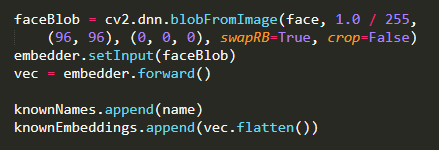 faceBlob = cv2.dnn.blobFromImage(face, 1.0 / 255,
    (96, 96), (0, 0, 0), swapRB=True, crop=False)
embedder.setInput(faceBlob)
vec = embedder.forward()

knownNames.append(name)
knownEmbeddings.append(vec.flatten())